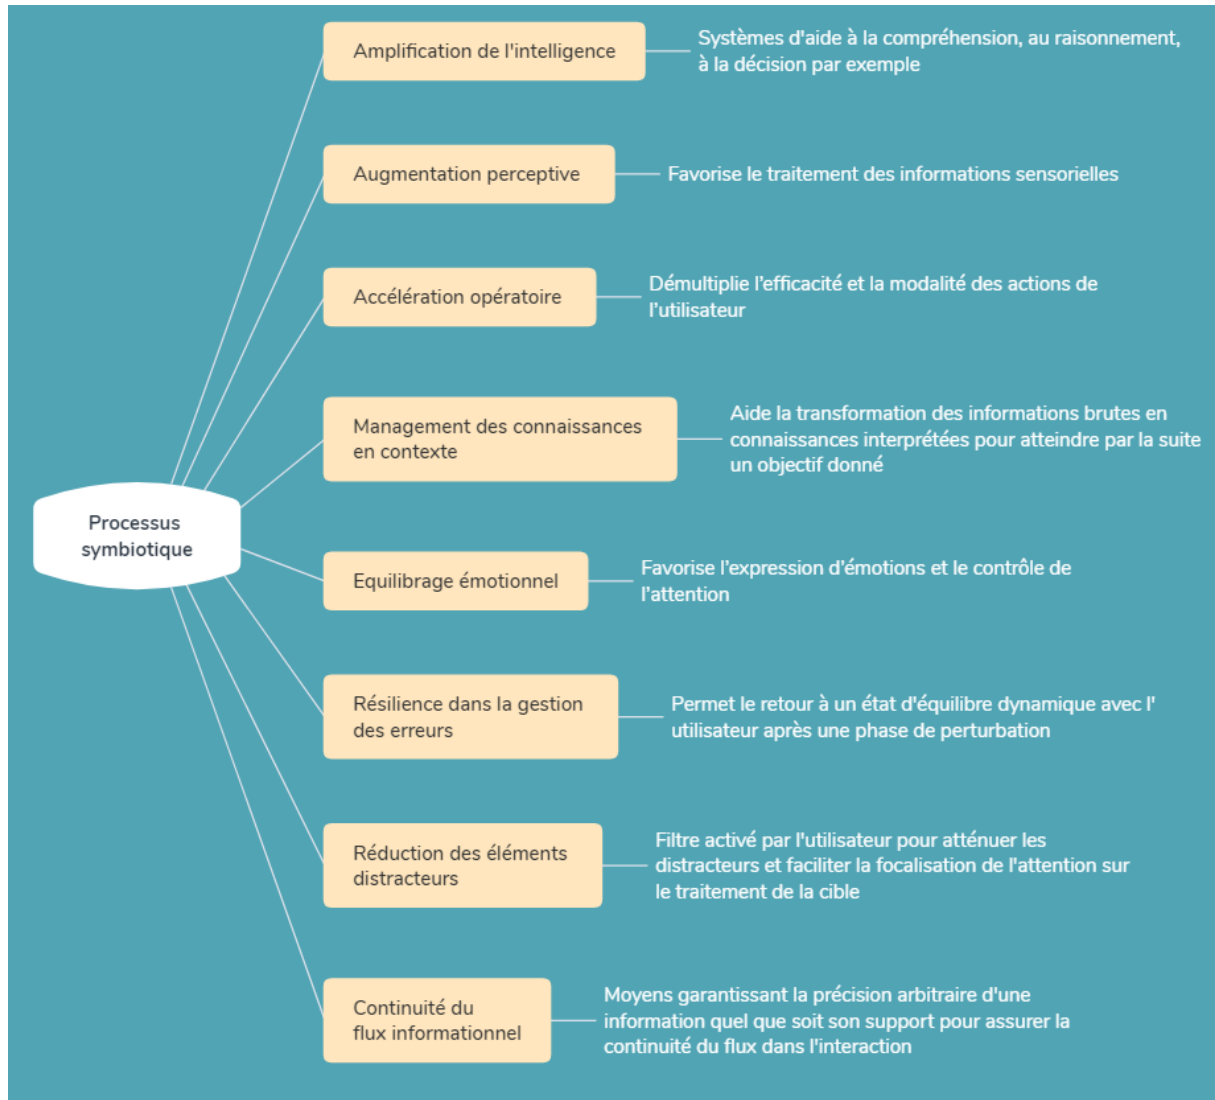 Amplification de l'intelligence
Systèmes d'aide à la compréhension, au raisonnement,
à la décision par exemple
Augmentation perceptive
Favorise le traitement des informations sensorielles
Accélération opératoire
Démultiplie l’efficacité et la modalité des actions de
l’utilisateur
Management des connaissances
en contexte
Aide la transformation des informations brutes en
connaissances interprétées pour atteindre par la suite
un objectif donné
Processus
symbiotique
Equilibrage émotionnel
Favorise l’expression d’émotions et le contrôle de
l’attention
Résilience dans la gestion
des erreurs
Permet le retour à un état d'équilibre dynamique avec l'
utilisateur après une phase de perturbation
Réduction des éléments
distracteurs
Filtre activé par l'utilisateur pour atténuer les
distracteurs et faciliter la focalisation de l'attention sur
le traitement de la cible
Continuité du
flux informationnel
Moyens garantissant la précision arbitraire d'une
information quel que soit son support pour assurer la
continuité du flux dans l'interaction